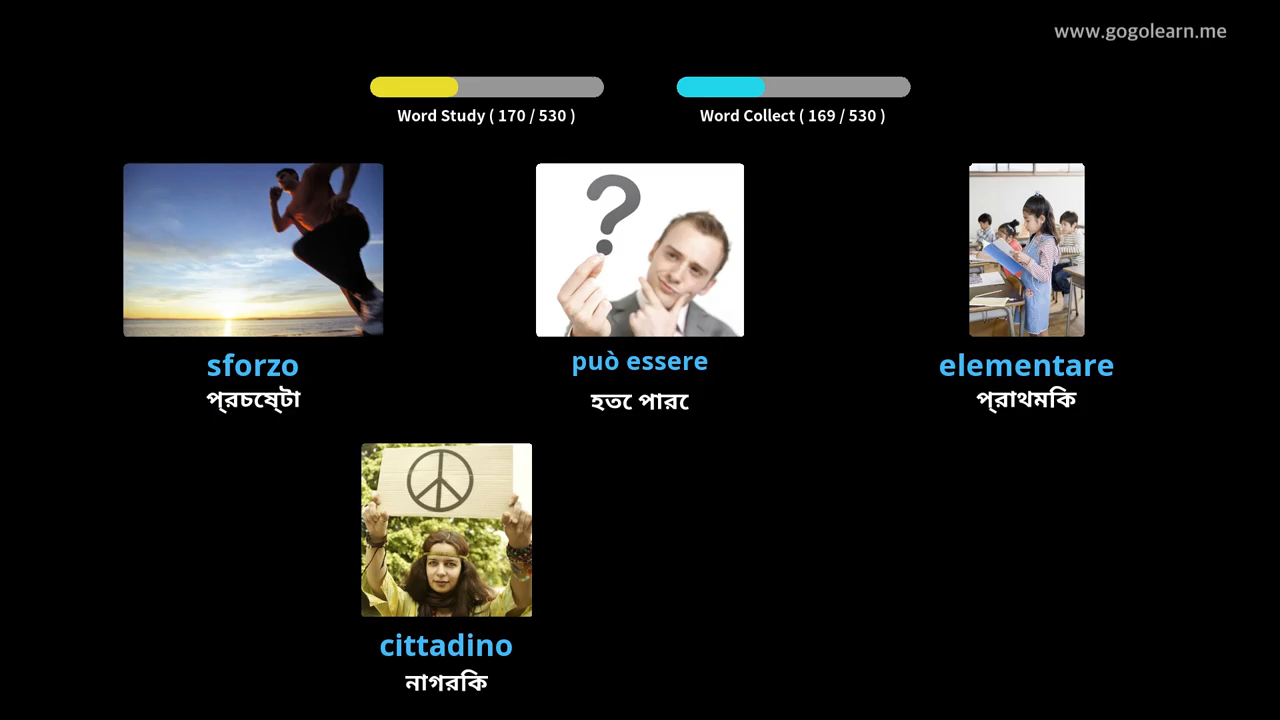 www.gogolearn.me
Word Study ( 170 / 530 )
Word Collect ( 169 / 530 )
sforzo
প্রচেষ্টা
può essere
হতে পারে
elementare
প্রাথমিক
cittadino
নাগরিক